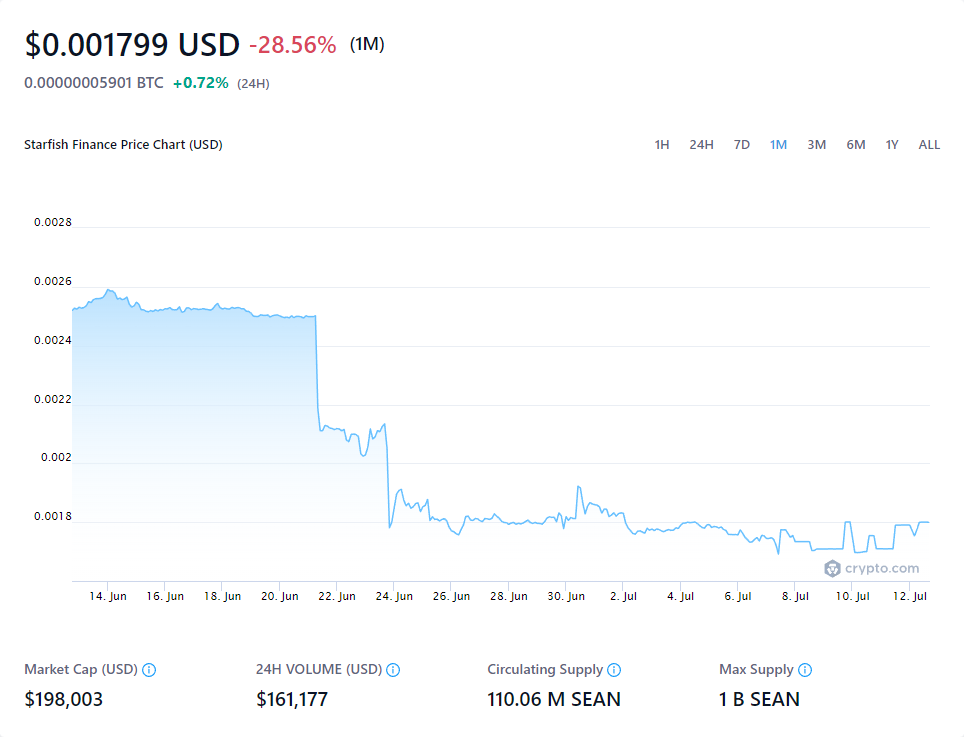 $0.001799 USD -28.56% (1M)
0.00000005901 BTC +0.72% (24H)
Starfish Finance Price Chart (USD) 1H 24H 7D 1M 3M 6M 1Y ALL
0.0028
0.0026
0.0024
0.0022
0.002
0.0018
crypto.com
14. Jun 16. Jun 18. Jun 20. Jun 22. Jun 24. Jun 26. Jun 28. Jun 30. Jun 2. Jul 4. Jul 6. Jul 8. Jul 10. Jul 12. Jul
Market Cap (USD) 24H VOLUME (USD) Circulating Supply Max Supply
$198,003 $161,177 110.06 M SEAN 1 B SEAN